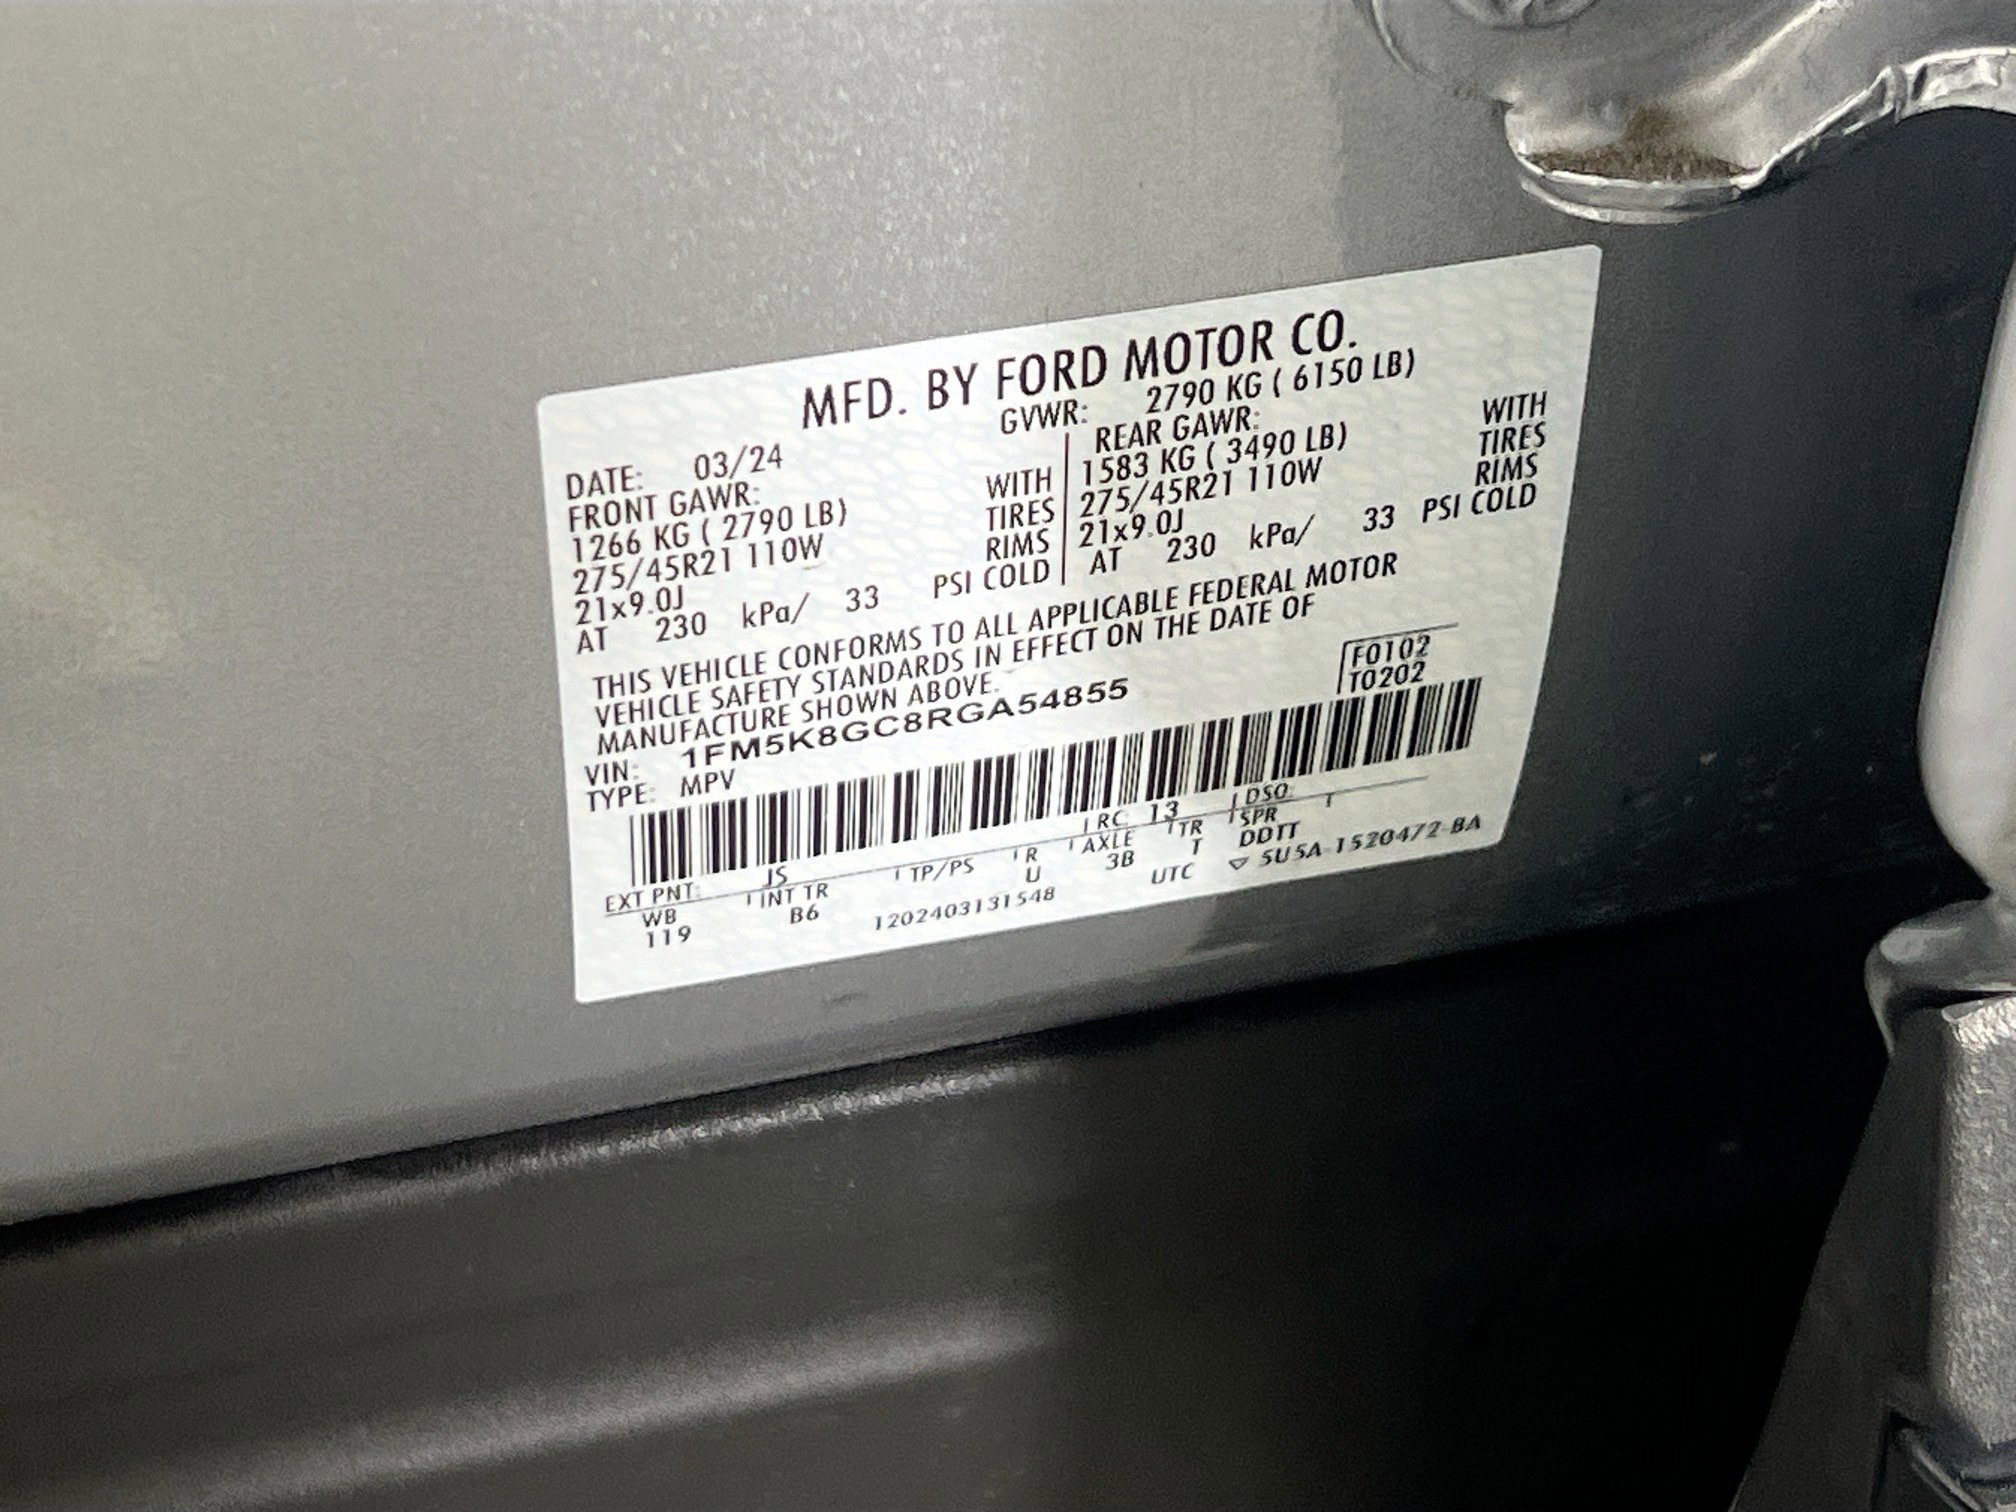 MFD. BY FORD MOTOR CO.
GVWR: 2790 KG ( 6150 LB)
DATE: 03/24
FRONT GAWR:
1266 KG ( 2790 LB) WITH
275/45R21 110W TIRES
21x9.0J RIMS
AT 230 kPa/ 33 PSI COLD
REAR GAWR:
1583 KG ( 3490 LB) WITH
275/45R21 110W TIRES
21x9.0J RIMS
AT 230 kPa/ 33 PSI COLD
THIS VEHICLE CONFORMS TO ALL APPLICABLE FEDERAL MOTOR
VEHICLE SAFETY STANDARDS IN EFFECT ON THE DATE OF
MANUFACTURE SHOWN ABOVE.
F0102
T0202
VIN: 1FM5K8GC8RGA54855
TYPE: MPV
EXT PNT: JS RC: 13 DSO:
WB INT TR TP/PS R AXLE TR SPR T
119 B6 U 3B T DDTT
1202403131548 UTC ▽ 5U5A-1520472-BA